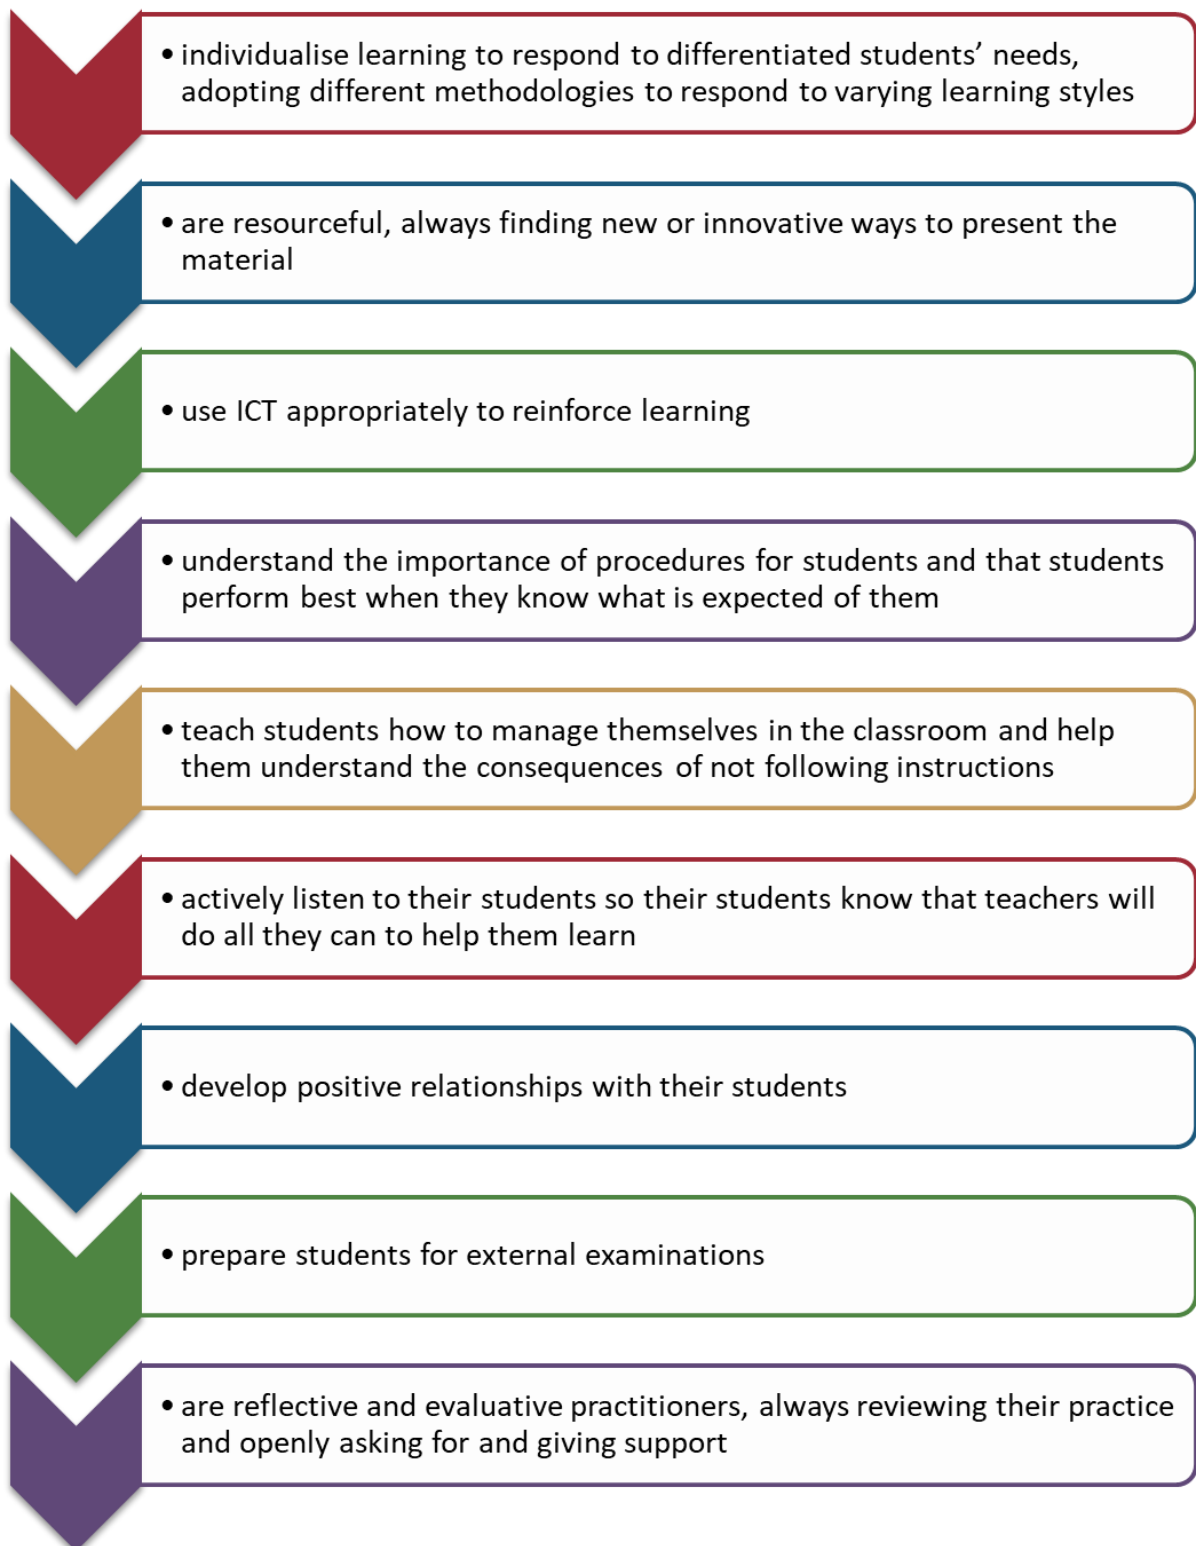 • individualise learning to respond to differentiated students’ needs,
adopting different methodologies to respond to varying learning styles
• are resourceful, always finding new or innovative ways to present the
material
• use ICT appropriately to reinforce learning
• understand the importance of procedures for students and that students
perform best when they know what is expected of them
• teach students how to manage themselves in the classroom and help
them understand the consequences of not following instructions
• actively listen to their students so their students know that teachers will
do all they can to help them learn
• develop positive relationships with their students
• prepare students for external examinations
• are reflective and evaluative practitioners, always reviewing their practice
and openly asking for and giving support